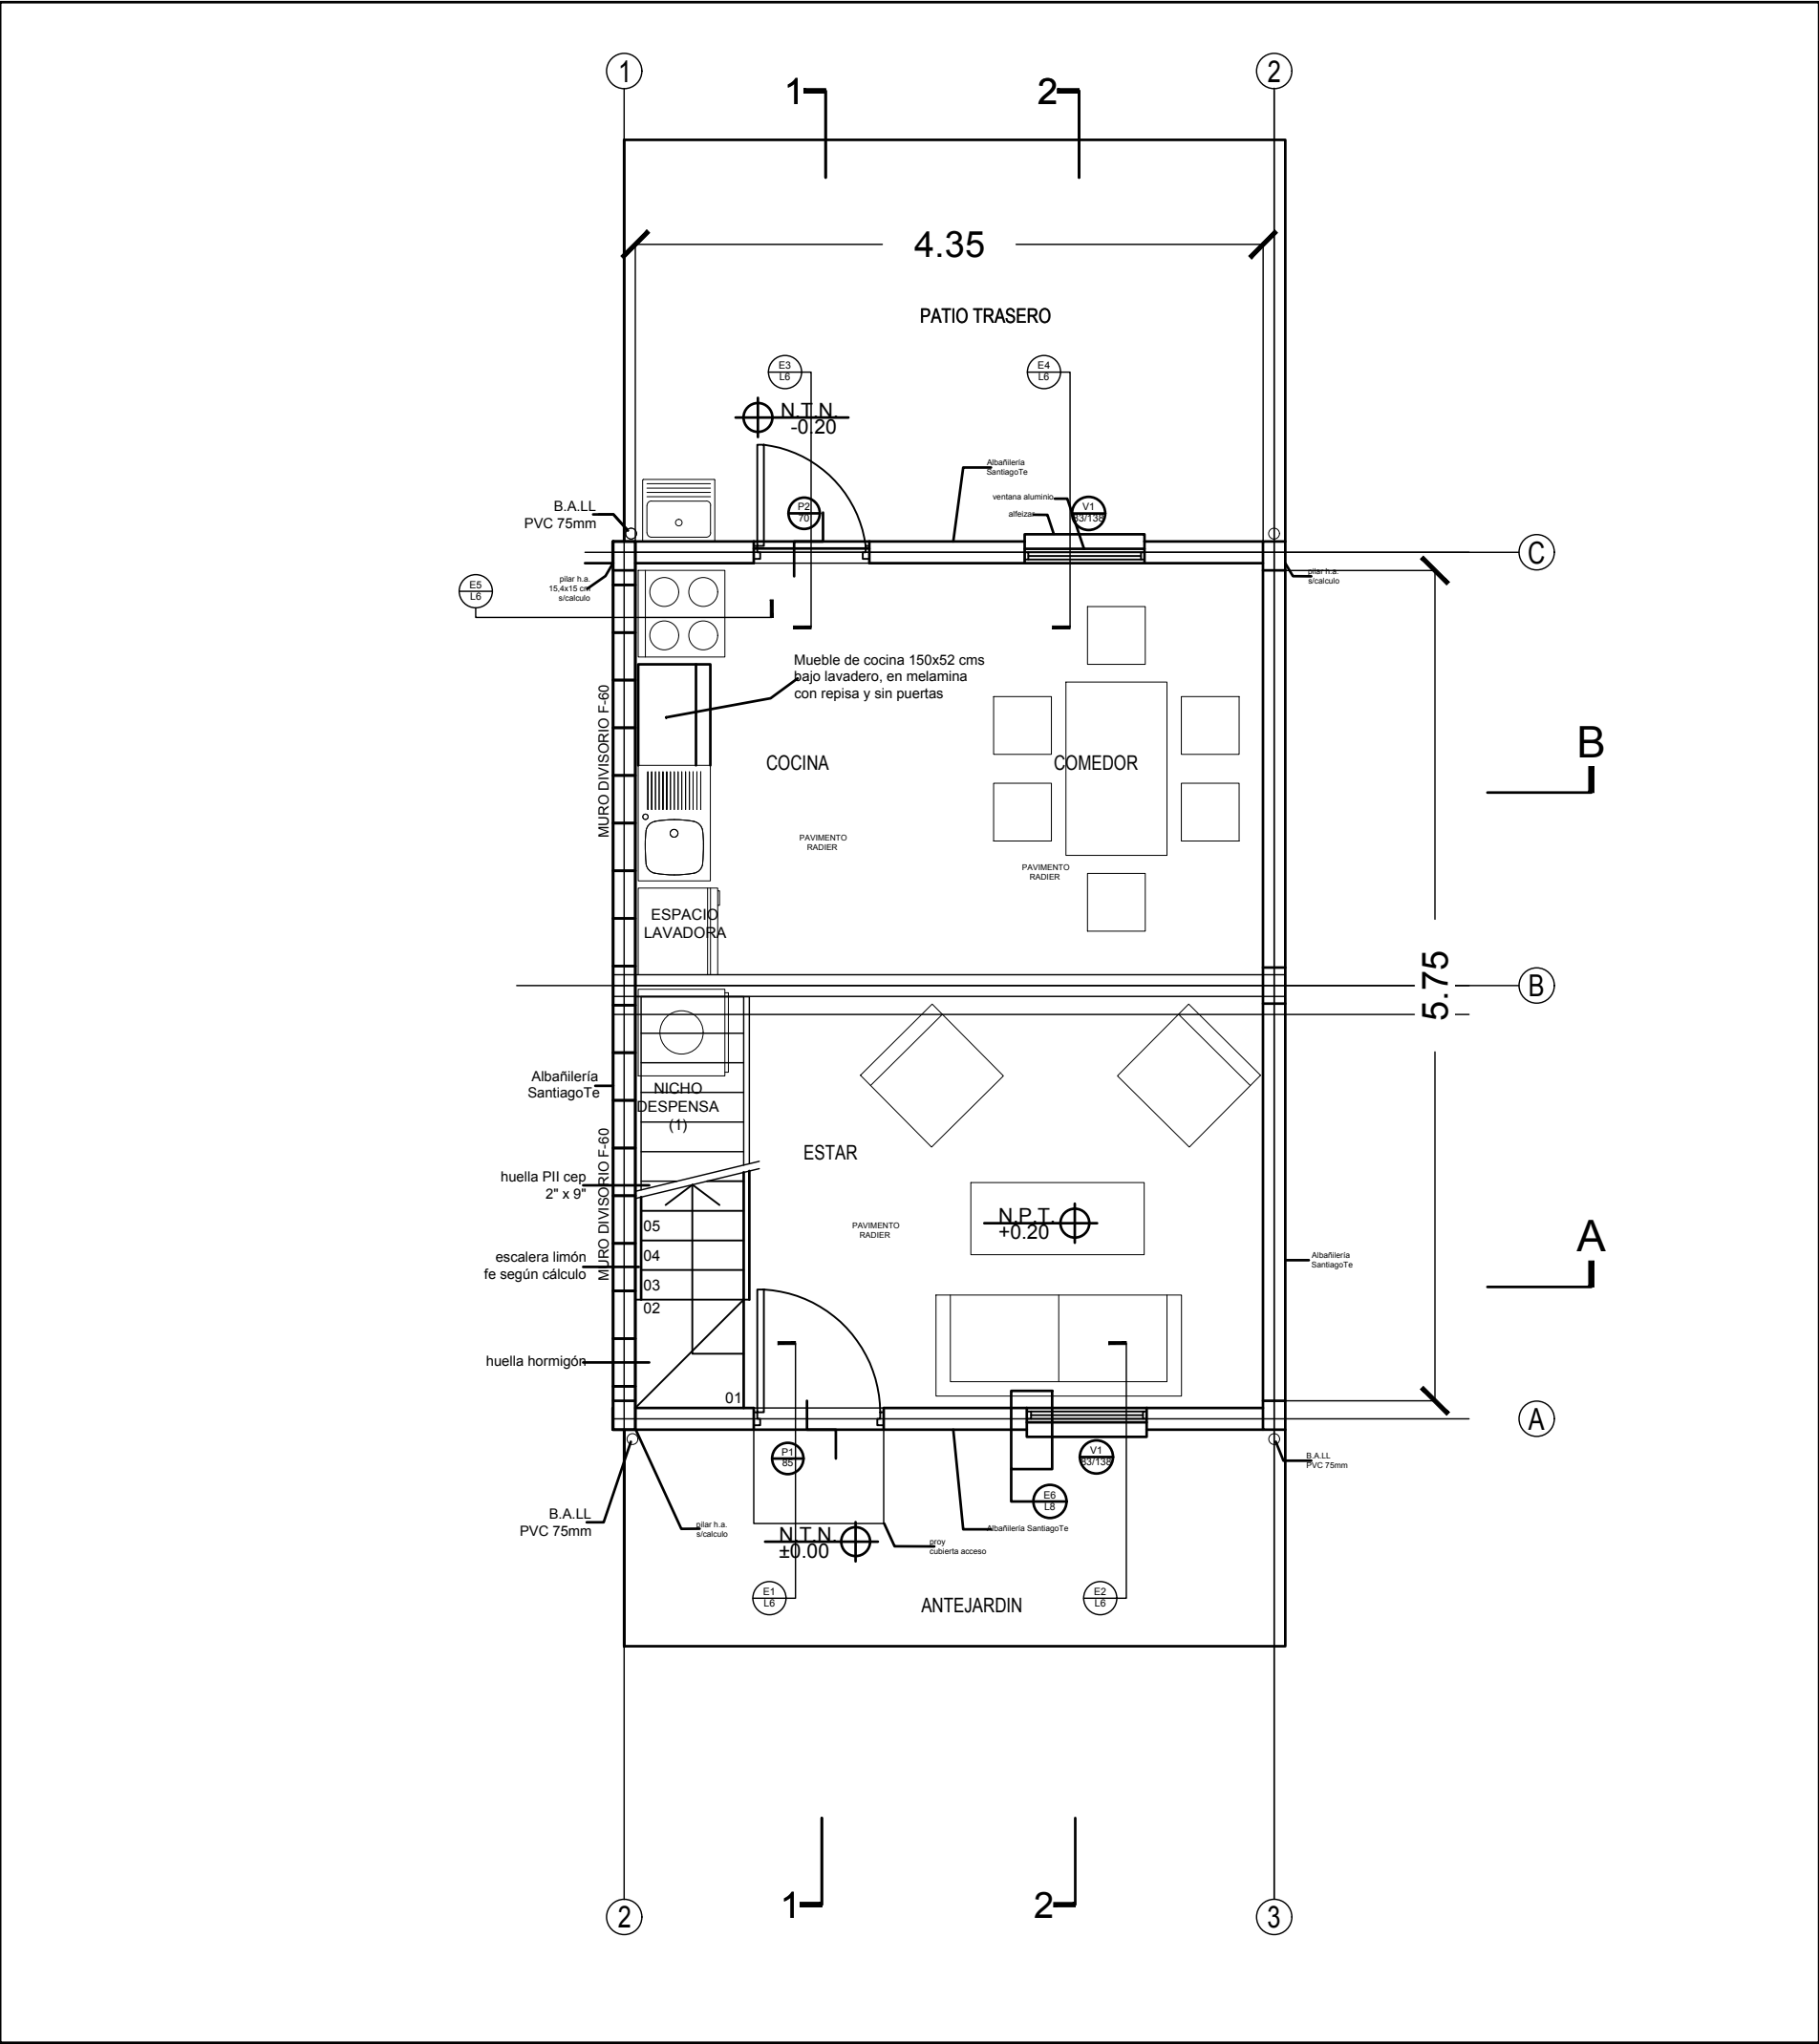 1
2
1
2
4.35
PATIO TRASERO
E3
L6
E4
L6
N.T.N.
-0.20
Albañilería
SantiagoTe
ventana aluminio
alfeizar
P2
70
V1
83/138
B.A.LL
PVC 75mm
C
pilar h.a.
15,4x15 cm
s/calculo
pilar h.a.
s/calculo
E5
L6
Mueble de cocina 150x52 cms
bajo lavadero, en melamina
con repisa y sin puertas
MURO DIVISORIO F-60
COCINA
COMEDOR
B
PAVIMENTO
RADIER
PAVIMENTO
RADIER
ESPACIO
LAVADORA
5.75
B
Albañilería
SantiagoTe
NICHO
DESPENSA
(1)
ESTAR
MURO DIVISORIO F-60
huella PII cep
2" x 9"
05
04
03
02
01
PAVIMENTO
RADIER
N.P.T.
+0.20
A
escalera limón
fe según cálculo
Albañilería
SantiagoTe
huella hormigón
A
P1
85
V1
83/138
B.A.LL
PVC 75mm
E6
L8
B.A.LL
PVC 75mm
pilar h.a.
s/calculo
N.T.N.
±0.00
Albañilería SantiagoTe
proy
cubierta acceso
E1
L6
E2
L6
ANTEJARDIN
1
2
2
3